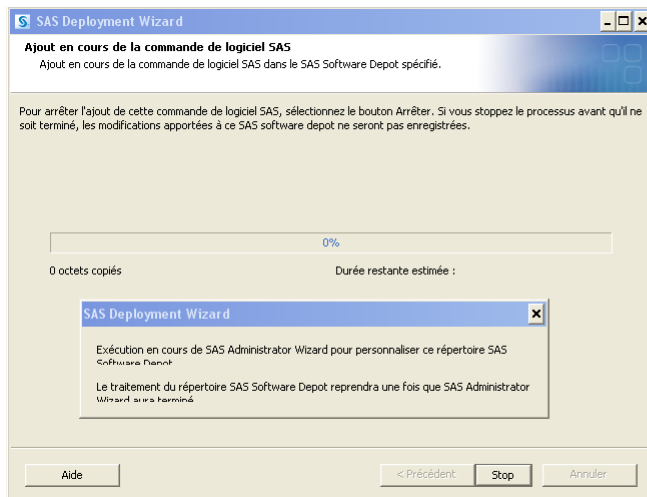 SAS Deployment Wizard
Ajout en cours de la commande de logiciel SAS
Ajout en cours de la commande de logiciel SAS dans le SAS Software Depot spécifié.
Pour arrêter l'ajout de cette commande de logiciel SAS, sélectionnez le bouton Arrêter. Si vous stoppez le processus avant qu'il ne
soit terminé, les modifications apportées à ce SAS software depot ne seront pas enregistrées.
0%
0 octets copiés
Durée restante estimée :
SAS Deployment Wizard
Exécution en cours de SAS Administrator Wizard pour personnaliser ce répertoire SAS
Software Depot
Le traitement du répertoire SAS Software Depot reprendra une fois que SAS Administrator
Wizard aura terminé
Aide
< Précédent
Stop
Annuler